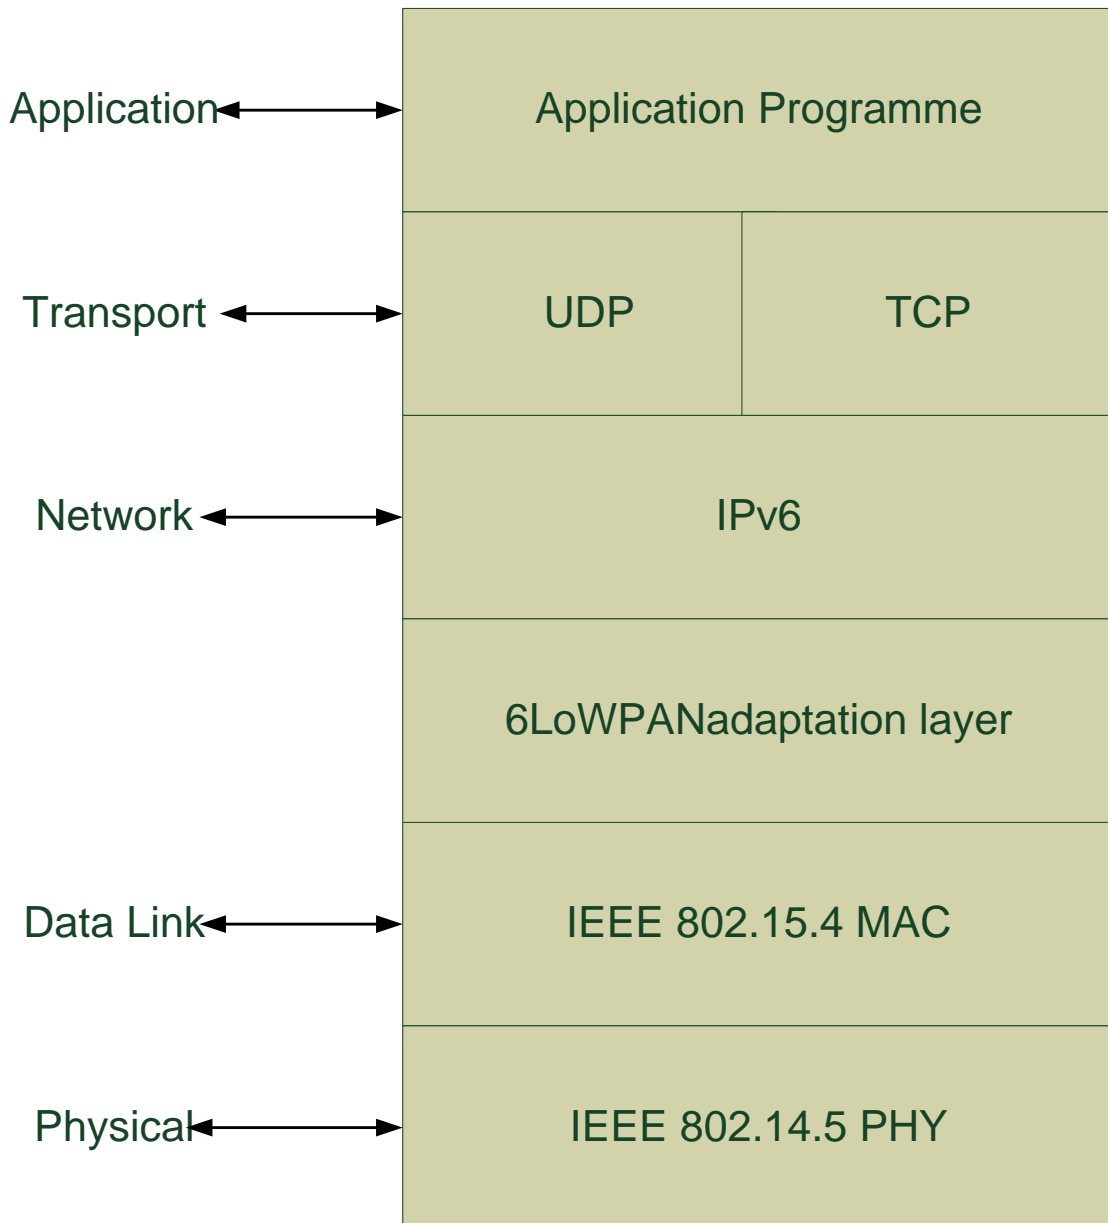 Application
Application Programme
Transport
UDP
TCP
Network
IPv6
6LoWPANadaptation layer
Data Link
IEEE 802.15.4 MAC
Physical
IEEE 802.14.5 PHY